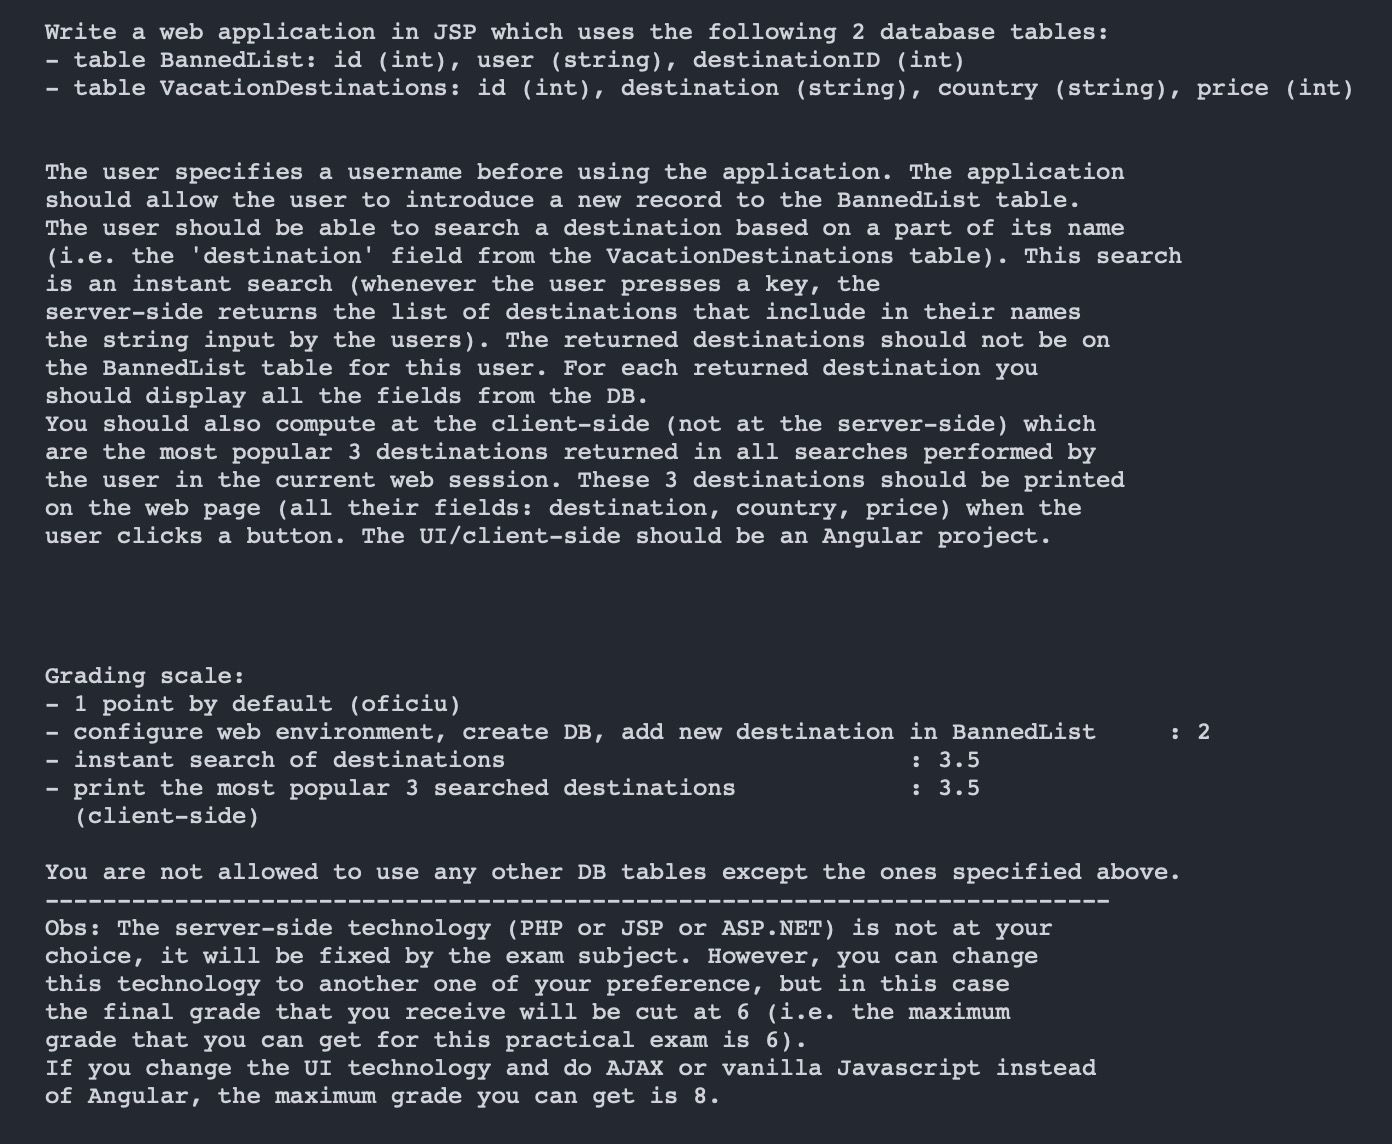 Write a web application in JSP which uses the following 2 database tables:
- table BannedList: id (int), user (string), destinationID (int)
- table VacationDestinations: id (int), destination (string), country (string), price (int)
The user specifies a username before using the application. The application
should allow the user to introduce a new record to the BannedList table.
The user should be able to search a destination based on a part of its name
(i.e. the 'destination' field from the VacationDestinations table). This search
is an instant search (whenever the user presses a key, the
server-side returns the list of destinations that include in their names
the string input by the users). The returned destinations should not be on
the BannedList table for this user. For each returned destination you
should display all the fields from the DB.
You should also compute at the client-side (not at the server-side) which
are the most popular 3 destinations returned in all searches performed by
the user in the current web session. These 3 destinations should be printed
on the web page (all their fields: destination, country, price) when the
user clicks a button. The UI/client-side should be an Angular project.
Grading scale:
- 1 point by default (oficiu)
- configure web environment, create DB, add new destination in BannedList : 2
- instant search of destinations : 3.5
- print the most popular 3 searched destinations : 3.5
(client-side)
You are not allowed to use any other DB tables except the ones specified above.
--------------------------------------------------------------------------
Obs: The server-side technology (PHP or JSP or ASP.NET) is not at your
choice, it will be fixed by the exam subject. However, you can change
this technology to another one of your preference, but in this case
the final grade that you receive will be cut at 6 (i.e. the maximum
grade that you can get for this practical exam is 6).
If you change the UI technology and do AJAX or vanilla Javascript instead
of Angular, the maximum grade you can get is 8.